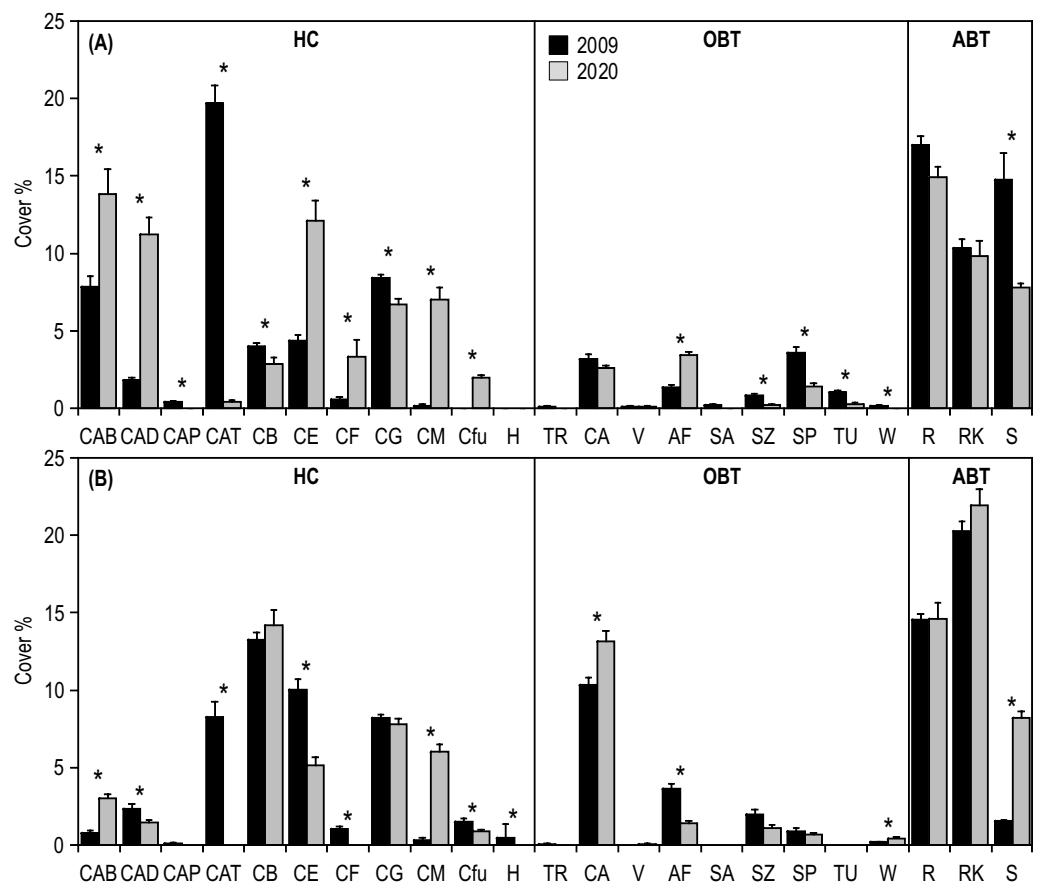 (A) HC OBT ABT
2009
2020
Cover %
25
20
15
10
5
0
* * * * * * * * * * * * * * * *
CAB CAD CAP CAT CB CE CF CG CM Cfu H TR CA V AF SA SZ SP TU W R RK S
(B) HC OBT ABT
Cover %
25
20
15
10
5
0
* * * * * * * * * * * *
CAB CAD CAP CAT CB CE CF CG CM Cfu H TR CA V AF SA SZ SP TU W R RK S